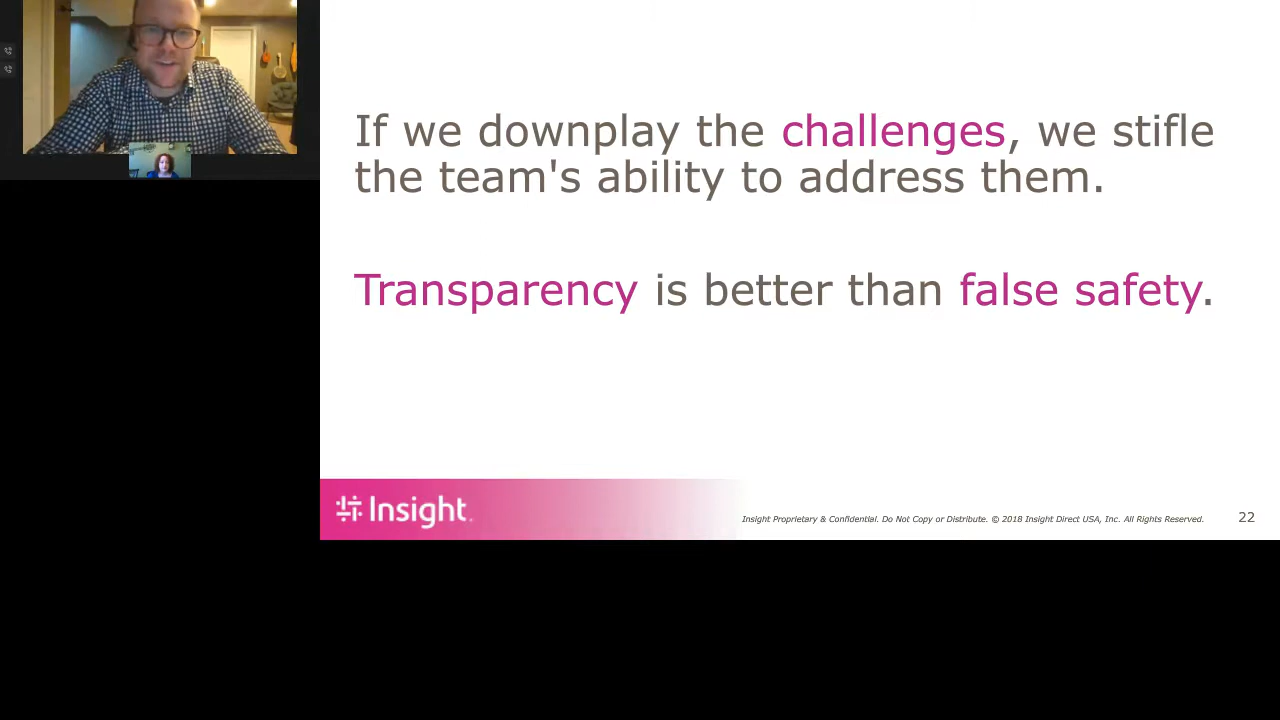 If we downplay the challenges, we stifle
the team's ability to address them.
Transparency is better than false safety.
Insight.
Insight Proprietary & Confidential. Do Not Copy or Distribute. © 2018 Insight Direct USA, Inc. All Rights Reserved.
22